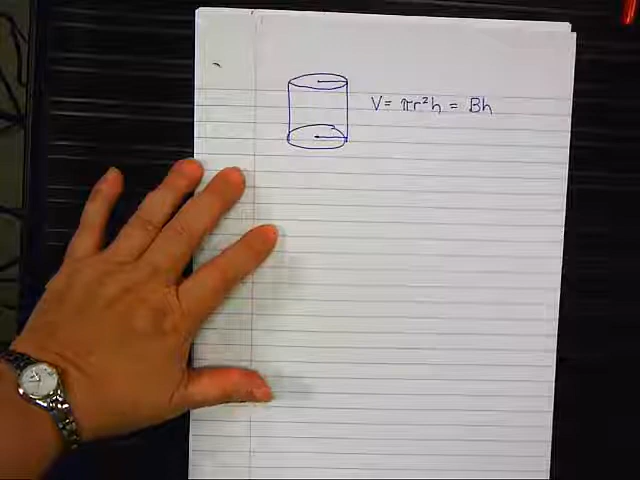 V = πr²h = Bh